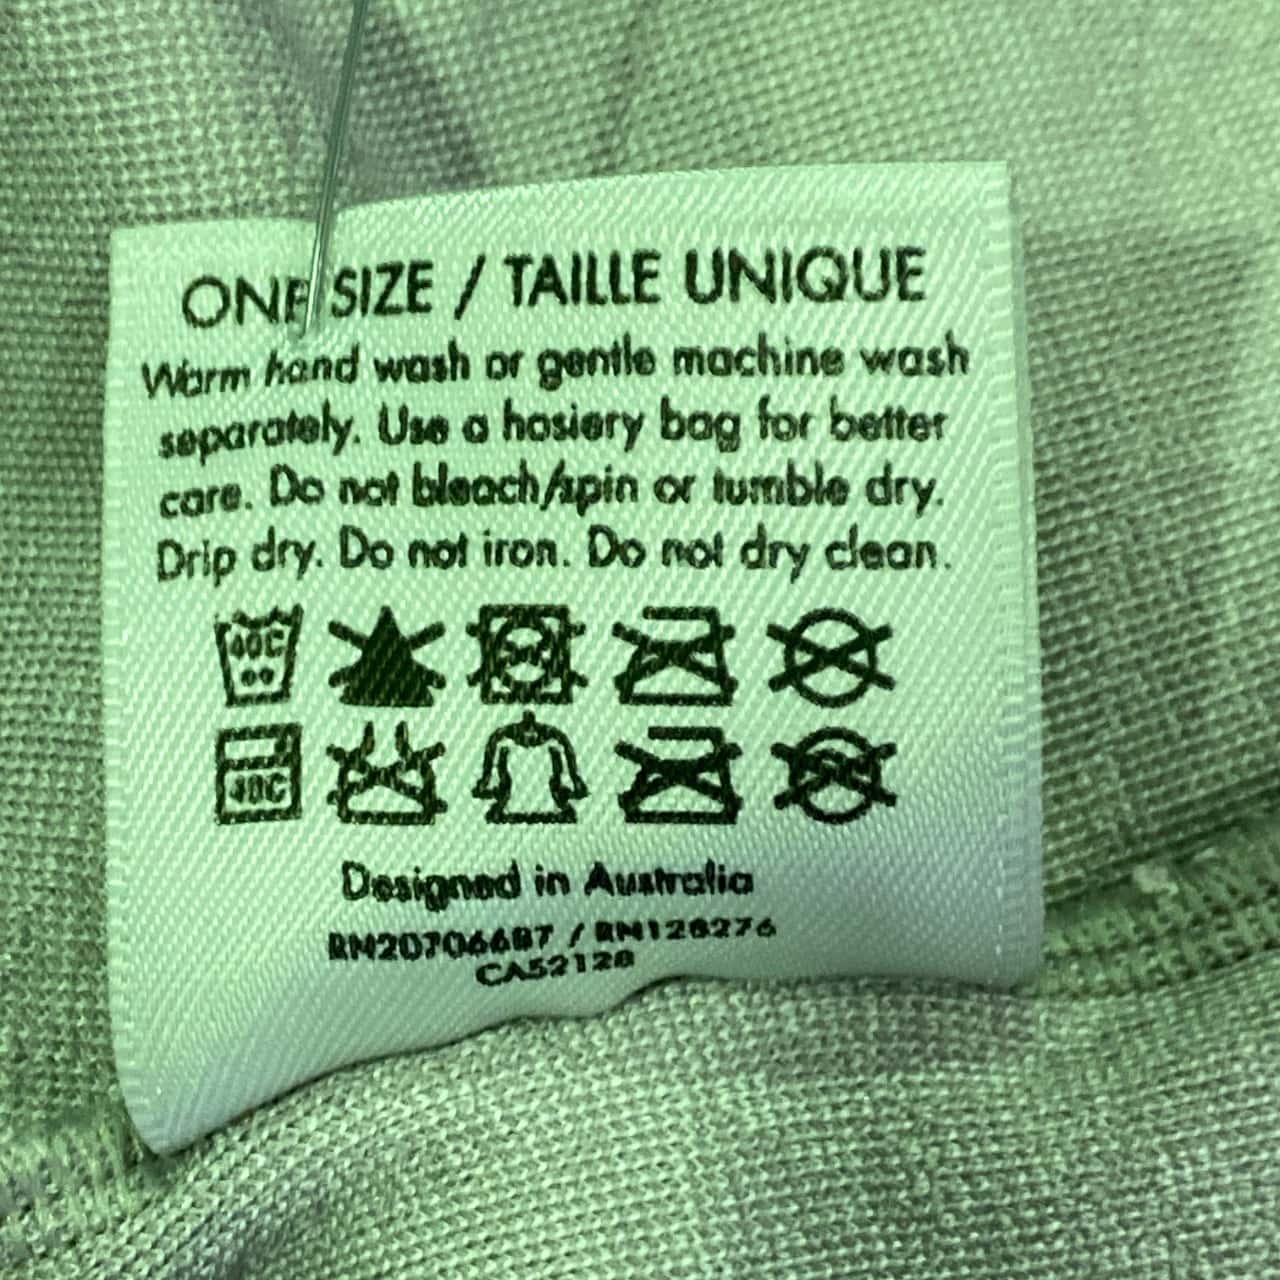 ONE SIZE / TAILLE UNIQUE
Warm hand wash or gentle machine wash
separately. Use a hosiery bag for better
care. Do not bleach/spin or tumble dry.
Drip dry. Do not iron. Do not dry clean.
40C
40C
Designed in Australia
RN20706687 / RN128276
CA52128